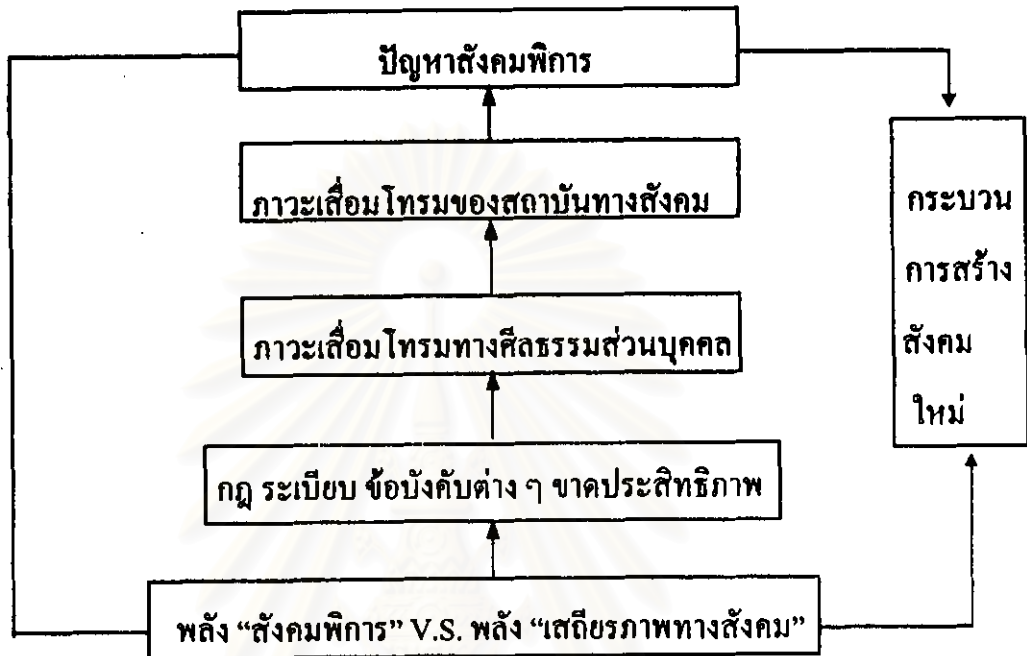 ปัญหาสังคมพิการ
ภาวะเสื่อมโทรมของสถาบันทางสังคม
ภาวะเสื่อมโทรมทางศีลธรรมส่วนบุคคล
กฎ ระเบียบ ข้อบังคับต่าง ๆ ขาดประสิทธิภาพ
พลัง “สังคมพิการ” V.S. พลัง “เสถียรภาพทางสังคม”
กระบวน
การสร้าง
สังคม
ใหม่